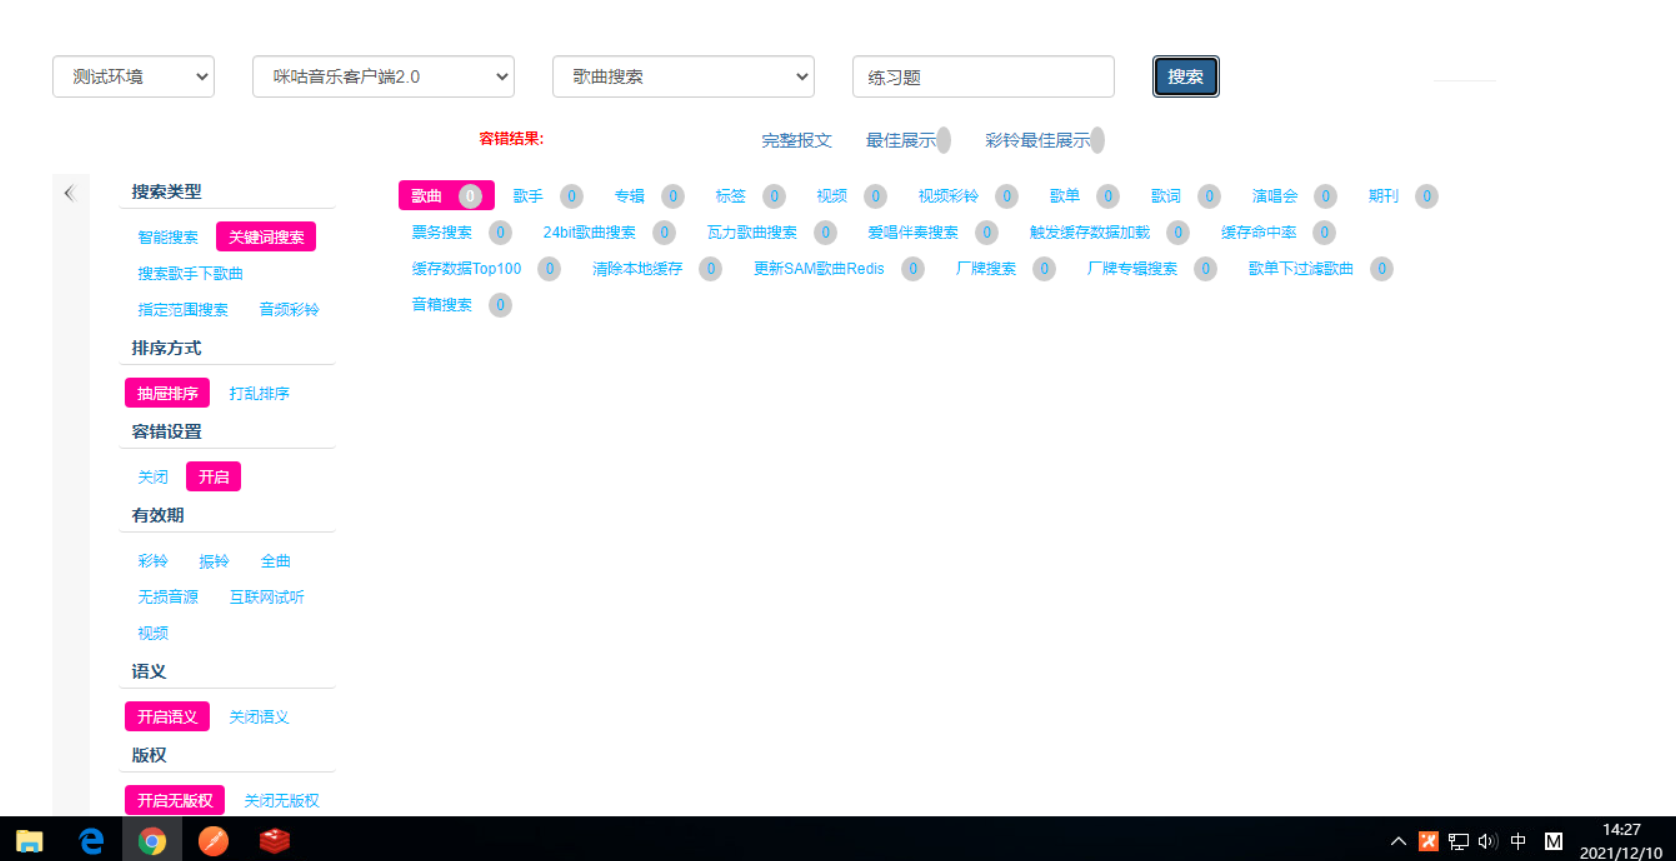 测试环境 咪咕音乐客户端2.0 歌曲搜索 练习题 搜索
容错结果: 完整报文 最佳展示 彩铃最佳展示
搜索类型
智能搜索 关键词搜索
搜索歌手下歌曲
指定范围搜索 音频彩铃
排序方式
抽屉排序 打乱排序
容错设置
关闭 开启
有效期
彩铃 振铃 全曲
无损音源 互联网试听
视频
语义
开启语义 关闭语义
版权
开启无版权 关闭无版权
歌曲 0 歌手 0 专辑 0 标签 0 视频 0 视频彩铃 0 歌单 0 歌词 0 演唱会 0 期刊 0
票务搜索 0 24bit歌曲搜索 0 瓦力歌曲搜索 0 爱唱伴奏搜索 0 触发缓存数据加载 0 缓存命中率 0
缓存数据Top100 0 清除本地缓存 0 更新SAM歌曲Redis 0 厂牌搜索 0 厂牌专辑搜索 0 歌单下过滤歌曲 0
音箱搜索 0
中 M 14:27
2021/12/10